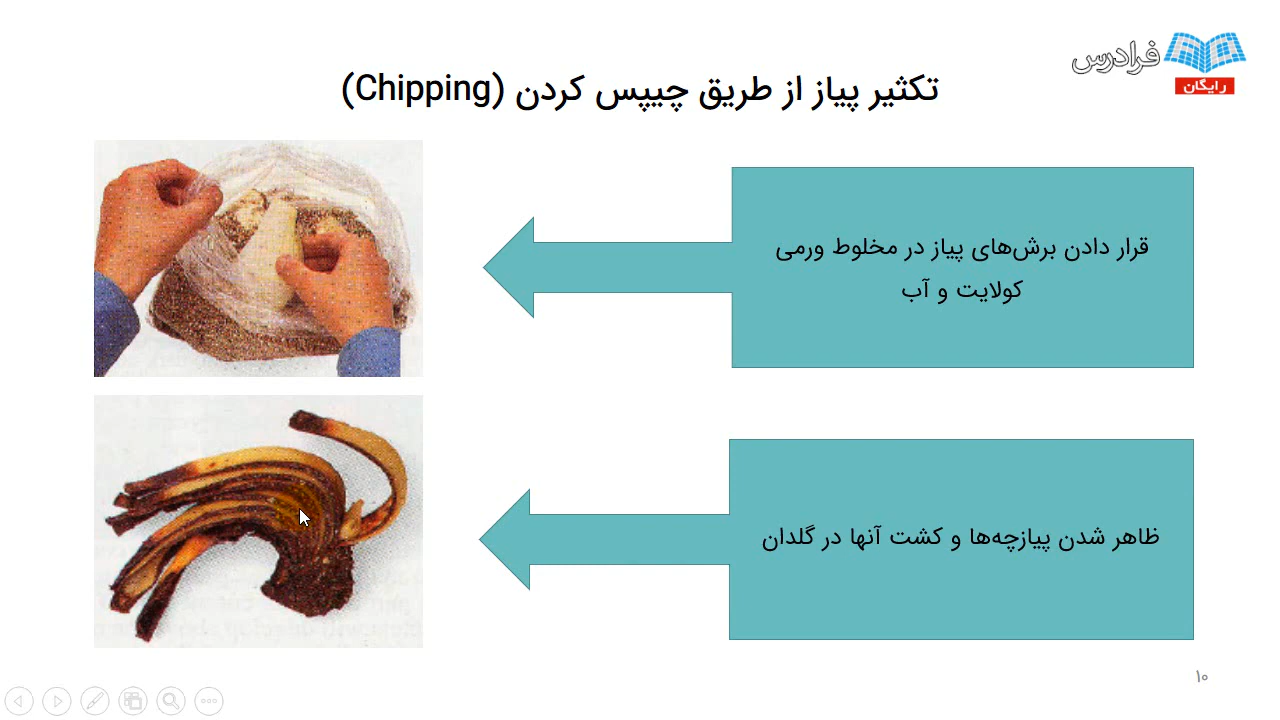 فرادرس
رایگان
تکثیر پیاز از طریق چیپس کردن (Chipping)
قرار دادن برش‌های پیاز در مخلوط ورمی
کولایت و آب
ظاهر شدن پیازچه‌ها و کشت آنها در گلدان
۱۰